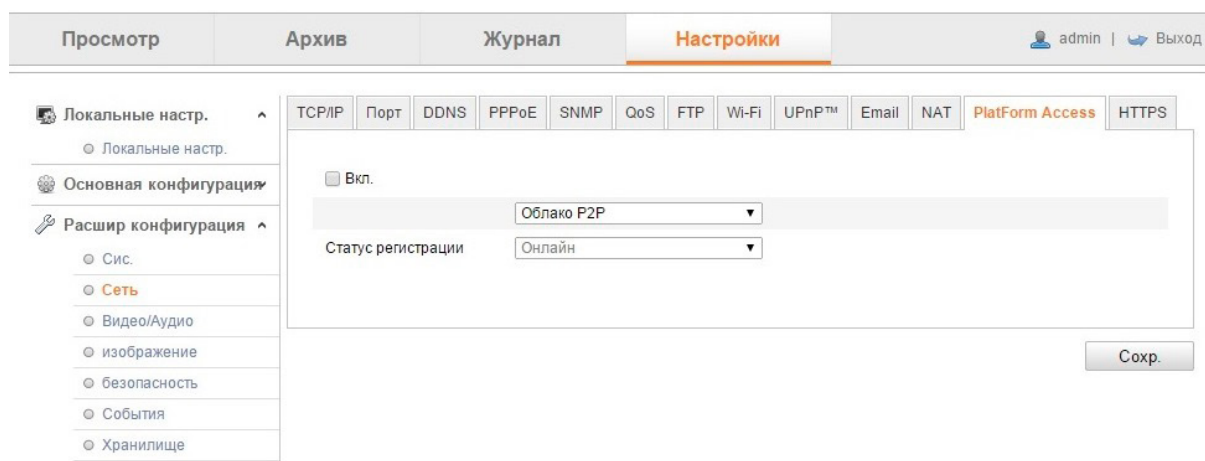 Просмотр Архив Журнал Настройки admin | Выход
Локальные настр.
Локальные настр.
Основная конфигурация
Расшир конфигурация
Сис.
Сеть
Видео/Аудио
изображение
безопасность
События
Хранилище
TCP/IP Порт DDNS PPPoE SNMP QoS FTP Wi-Fi UPnP™ Email NAT PlatForm Access HTTPS
Вкл.
Облако P2P
Статус регистрации Онлайн
Сохр.